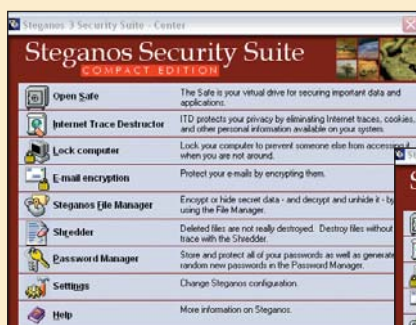 Steganos 3 Security Suite - Center
Steganos Security Suite
COMPACT EDITION
Open Safe
The Safe is your virtual drive for securing important data and
applications.
Internet Trace Destructor
ITD protects your privacy by eliminating Internet traces, cookies,
and other personal information available on your system.
Lock computer
Lock your computer to prevent someone else from accessing it
when you are not around.
E-mail encryption
Protect your e-mails by encrypting them.
Steganos File Manager
Encrypt or hide secret data - and decrypt and unhide it - by
using the File Manager.
Shredder
Deleted files are not really destroyed. Destroy files without
trace with the Shredder.
Password Manager
Store and protect all of your passwords as well as generate
random new passwords in the Password Manager.
Settings
Change Steganos configuration.
Help
More information on Steganos.